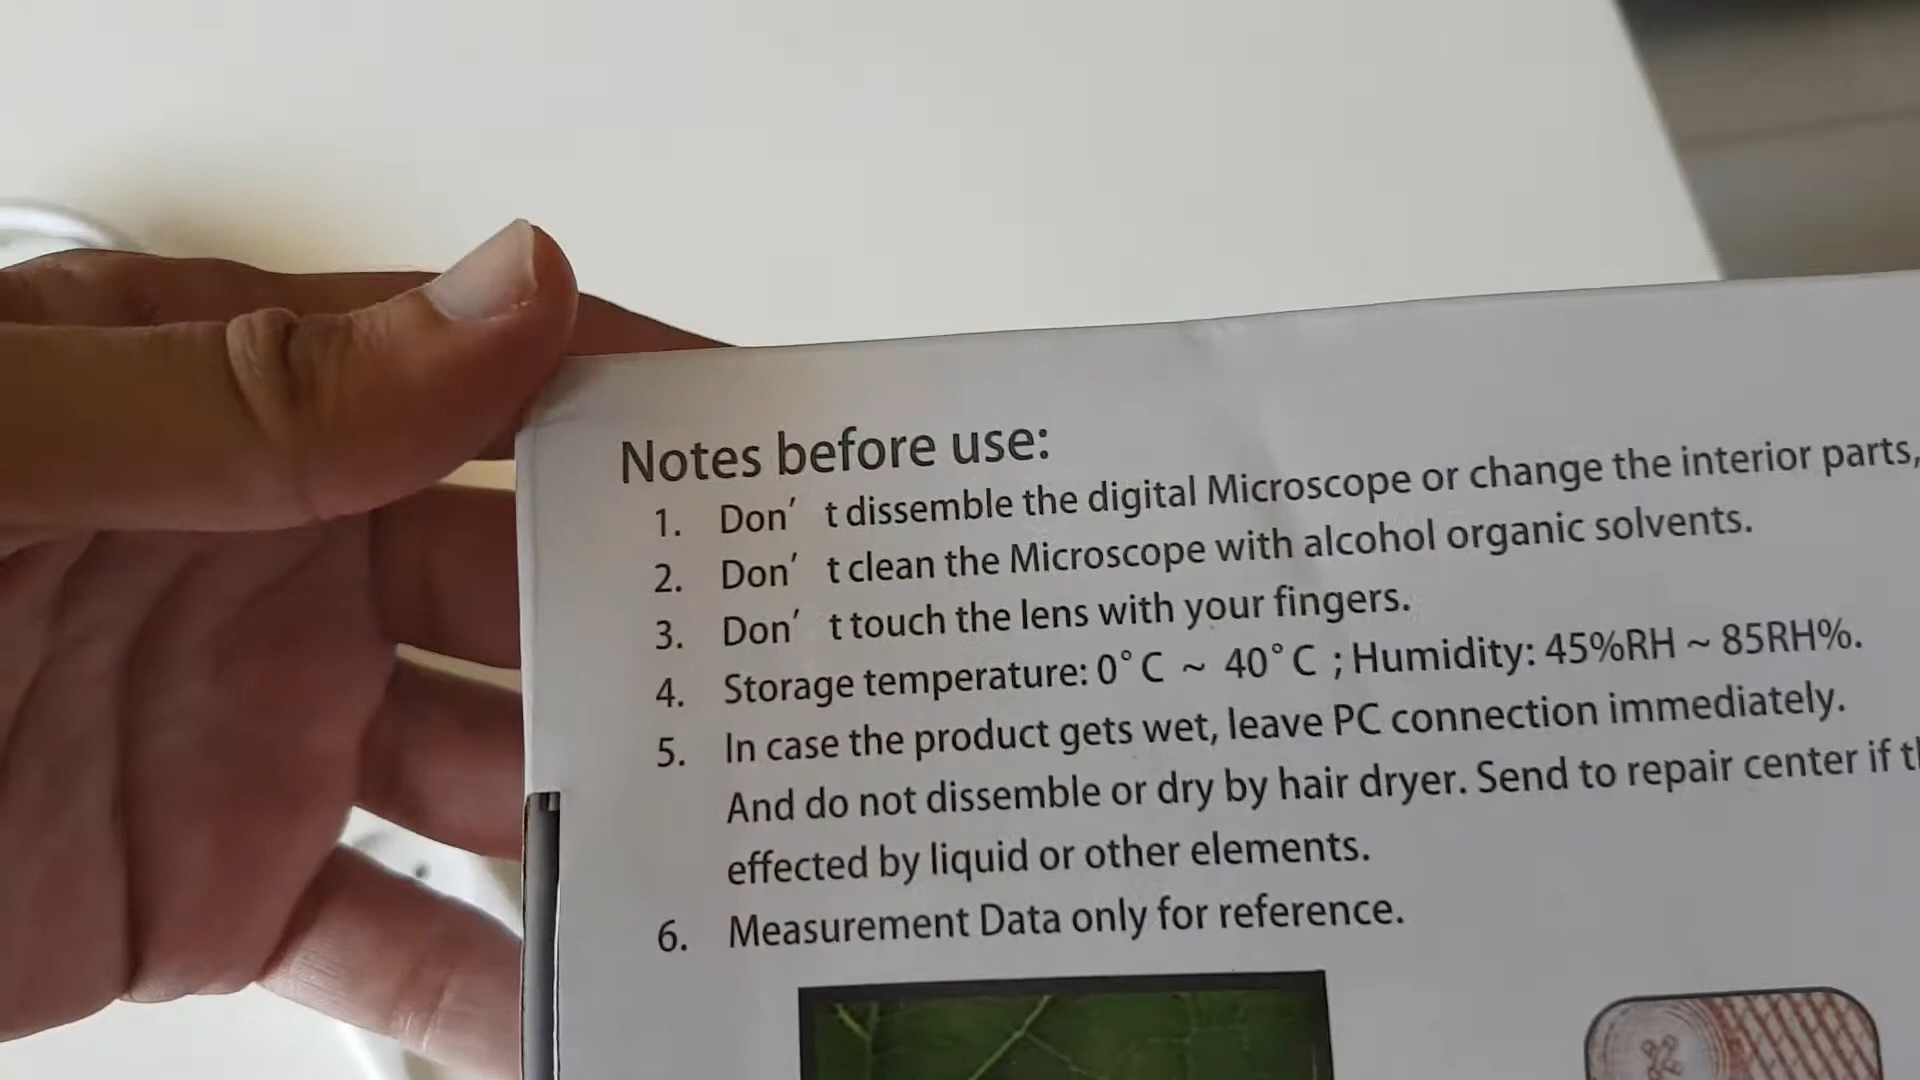 Notes before use:
1. Don' t dissemble the digital Microscope or change the interior parts,
2. Don' t clean the Microscope with alcohol organic solvents.
3. Don' t touch the lens with your fingers.
4. Storage temperature: 0°C ~ 40°C ; Humidity: 45%RH ~ 85RH%.
5. In case the product gets wet, leave PC connection immediately.
And do not dissemble or dry by hair dryer. Send to repair center if
effected by liquid or other elements.
6. Measurement Data only for reference.